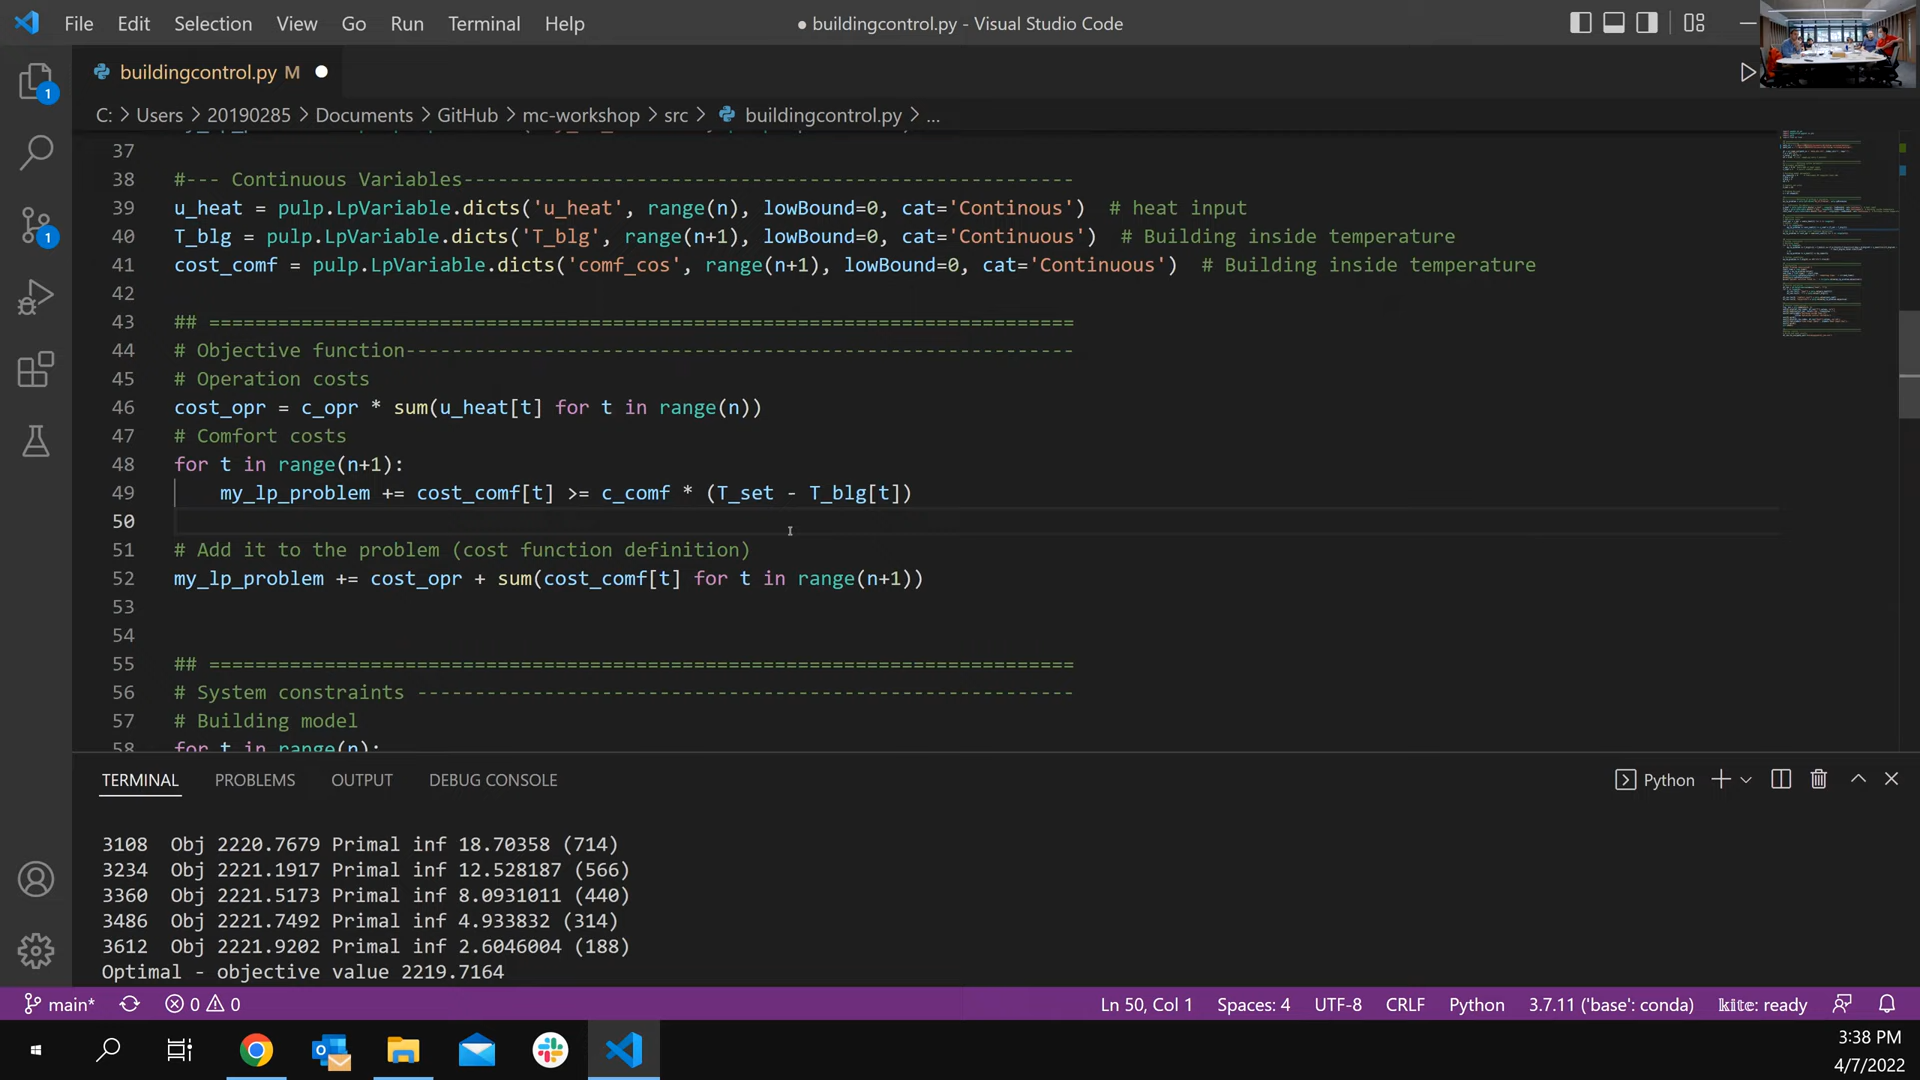 File Edit Selection View Go Run Terminal Help ● buildingcontrol.py - Visual Studio Code
buildingcontrol.py M
C: > Users > 20190285 > Documents > GitHub > mc-workshop > src > buildingcontrol.py > ...
37
38 #--- Continuous Variables-----------------------------------------------------
39 u_heat = pulp.LpVariable.dicts('u_heat', range(n), lowBound=0, cat='Continous') # heat input
40 T_blg = pulp.LpVariable.dicts('T_blg', range(n+1), lowBound=0, cat='Continuous') # Building inside temperature
41 cost_comf = pulp.LpVariable.dicts('comf_cos', range(n+1), lowBound=0, cat='Continuous') # Building inside temperature
42
43 ## ===========================================================================
44 # Objective function----------------------------------------------------------
45 # Operation costs
46 cost_opr = c_opr * sum(u_heat[t] for t in range(n))
47 # Comfort costs
48 for t in range(n+1):
49 my_lp_problem += cost_comf[t] >= c_comf * (T_set - T_blg[t])
50
51 # Add it to the problem (cost function definition)
52 my_lp_problem += cost_opr + sum(cost_comf[t] for t in range(n+1))
53
54
55 ## ===========================================================================
56 # System constraints ---------------------------------------------------------
57 # Building model
58 for t in range(n):
TERMINAL PROBLEMS OUTPUT DEBUG CONSOLE Python
3108 Obj 2220.7679 Primal inf 18.70358 (714)
3234 Obj 2221.1917 Primal inf 12.528187 (566)
3360 Obj 2221.5173 Primal inf 8.0931011 (440)
3486 Obj 2221.7492 Primal inf 4.933832 (314)
3612 Obj 2221.9202 Primal inf 2.6046004 (188)
Optimal - objective value 2219.7164
main* 0 0 Ln 50, Col 1 Spaces: 4 UTF-8 CRLF Python 3.7.11 ('base': conda) kite: ready
3:38 PM
4/7/2022
1
1